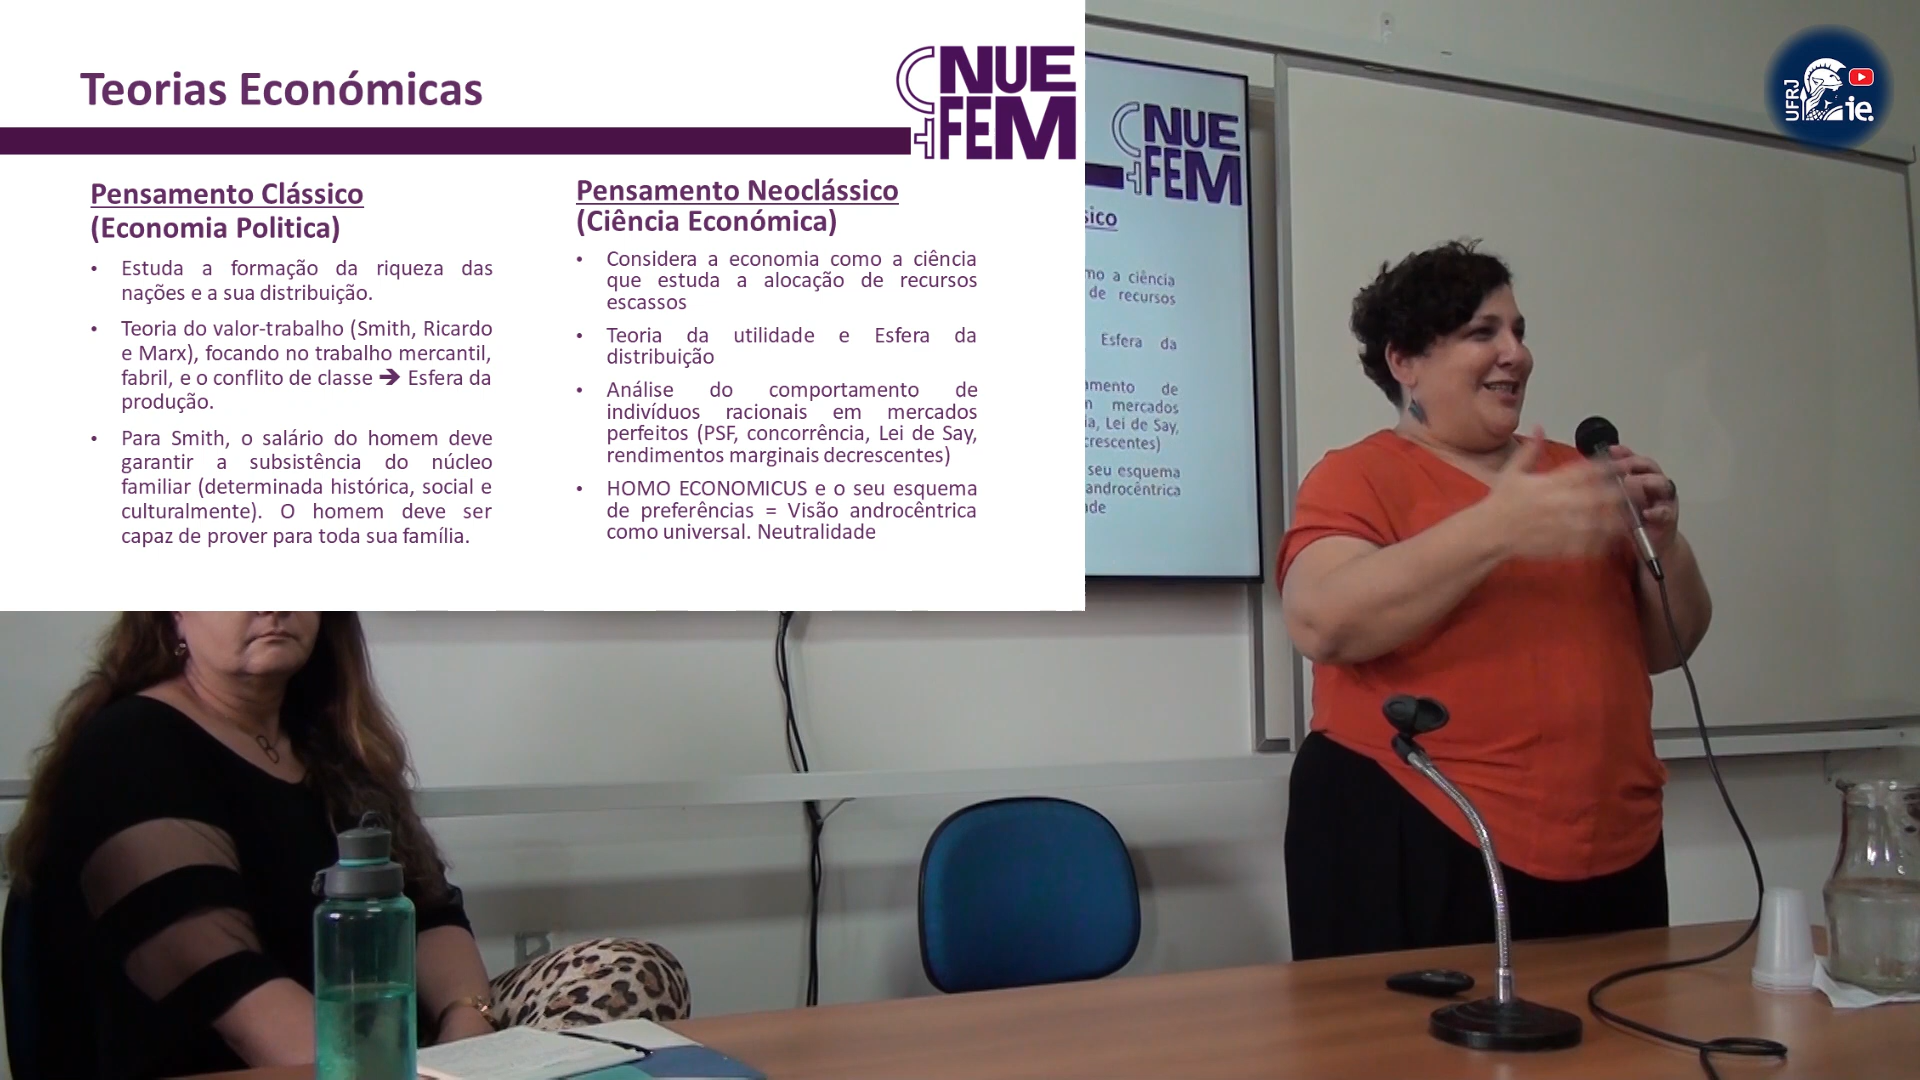 Teorias Económicas
NUE
FEM
Pensamento Clássico
(Economia Politica)
• Estuda a formação da riqueza das
nações e a sua distribuição.
• Teoria do valor-trabalho (Smith, Ricardo
e Marx), focando no trabalho mercantil,
fabril, e o conflito de classe ➔ Esfera da
produção.
• Para Smith, o salário do homem deve
garantir a subsistência do núcleo
familiar (determinada histórica, social e
culturalmente). O homem deve ser
capaz de prover para toda sua família.
Pensamento Neoclássico
(Ciência Económica)
• Considera a economia como a ciência
que estuda a alocação de recursos
escassos
• Teoria da utilidade e Esfera da
distribuição
• Análise do comportamento de
indivíduos racionais em mercados
perfeitos (PSF, concorrência, Lei de Say,
rendimentos marginais decrescentes)
• HOMO ECONOMICUS e o seu esquema
de preferências = Visão androcêntrica
como universal. Neutralidade
NUE
FEM
sico
mo a ciência
de recursos
Esfera da
amento de
m mercados
ia, Lei de Say,
crescentes)
seu esquema
androcêntrica
ade
UFRJ
ie.